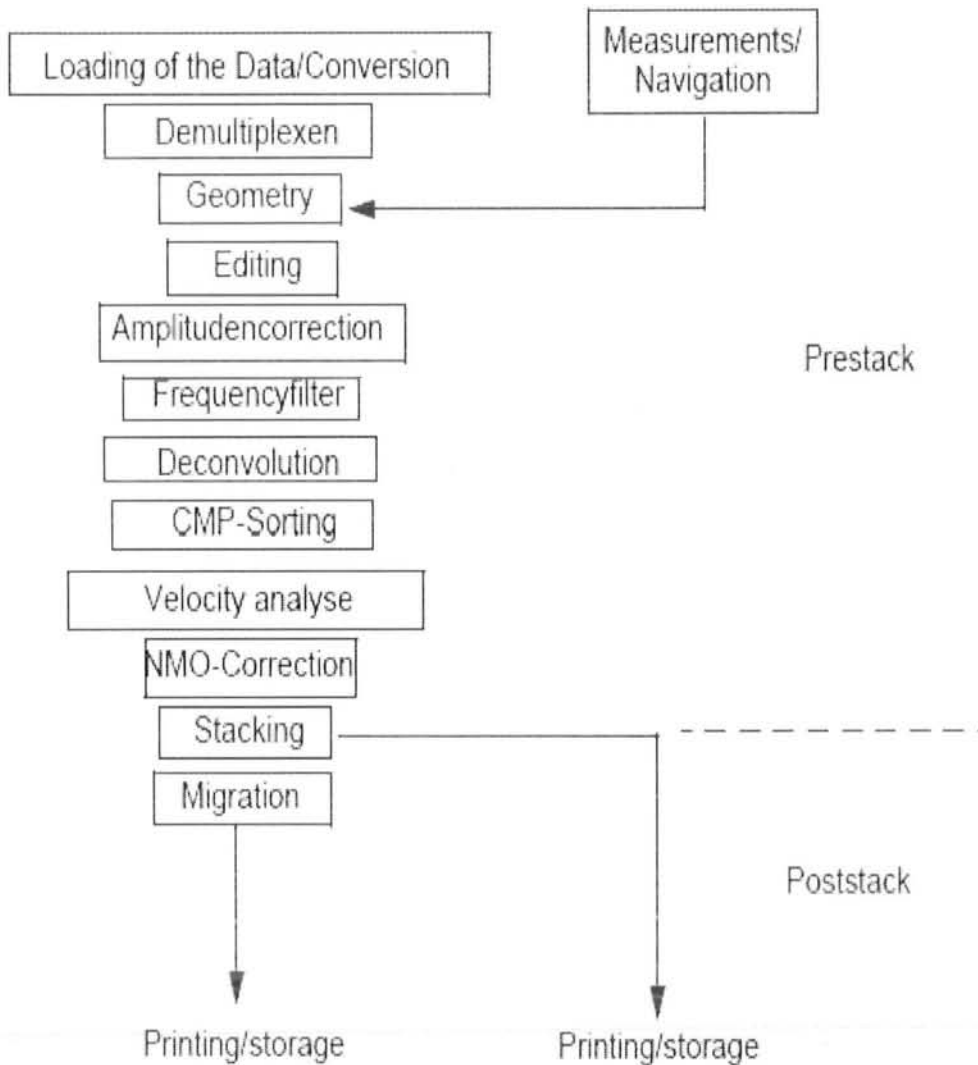 Loading of the Data/Conversion
Measurements/
Navigation
Demultiplexen
Geometry
Editing
Amplitudencorrection
Prestack
Frequencyfilter
Deconvolution
CMP-Sorting
Velocity analyse
NMO-Correction
Stacking
Migration
Poststack
Printing/storage
Printing/storage